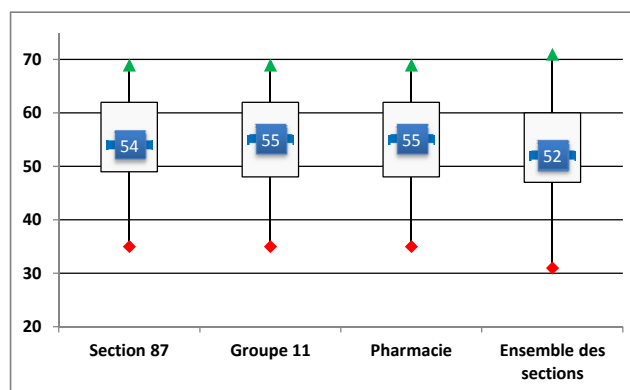 70
60
50
40
30
20
54
55
55
52
Section 87
Groupe 11
Pharmacie
Ensemble des
sections